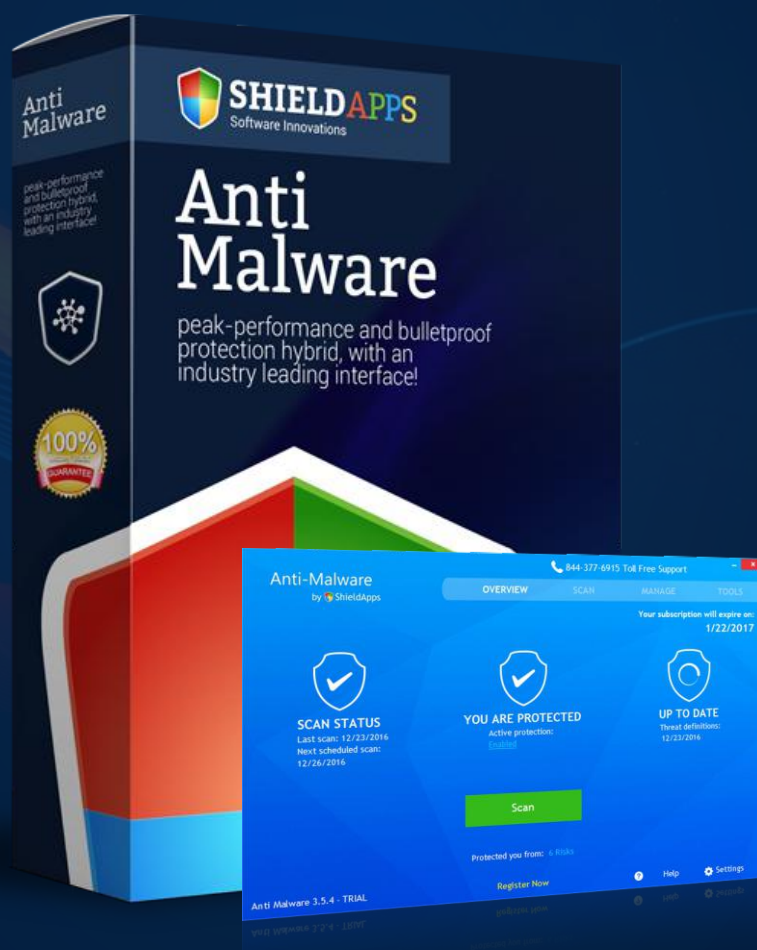 Anti
Malware
peak-performance
and bulletproof
protection hybrid,
with an industry
leading interface!
100%
GUARANTEE
SHIELDAPPS
Software Innovations
Anti
Malware
peak-performance and bulletproof
protection hybrid, with an
industry leading interface!
Anti-Malware
by ShieldApps
844-377-6915 Toll Free Support
OVERVIEW
SCAN
MANAGE
TOOLS
Your subscription will expire on:
1/22/2017
SCAN STATUS
Last scan: 12/23/2016
Next scheduled scan:
12/26/2016
YOU ARE PROTECTED
Active protection:
Enabled
UP TO DATE
Threat definitions:
12/23/2016
Scan
Protected you from: 6 Risks
Register Now
Help
Settings
Anti Malware 3.5.4 - TRIAL